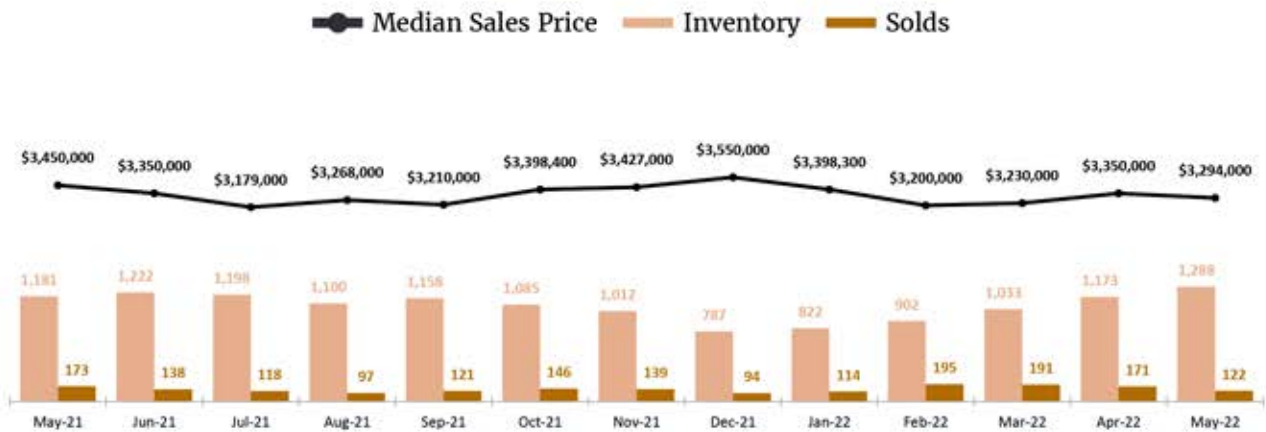 Median Sales Price Inventory Solds
$3,450,000 $3,350,000 $3,179,000 $3,268,000 $3,210,000 $3,398,400 $3,427,000 $3,550,000 $3,398,300 $3,200,000 $3,230,000 $3,350,000 $3,294,000
1,181 1,222 1,198 1,100 1,158 1,085 1,012 787 822 902 1,033 1,173 1,288
173 138 118 97 121 146 139 94 114 195 191 171 122
May-21 Jun-21 Jul-21 Aug-21 Sep-21 Oct-21 Nov-21 Dec-21 Jan-22 Feb-22 Mar-22 Apr-22 May-22